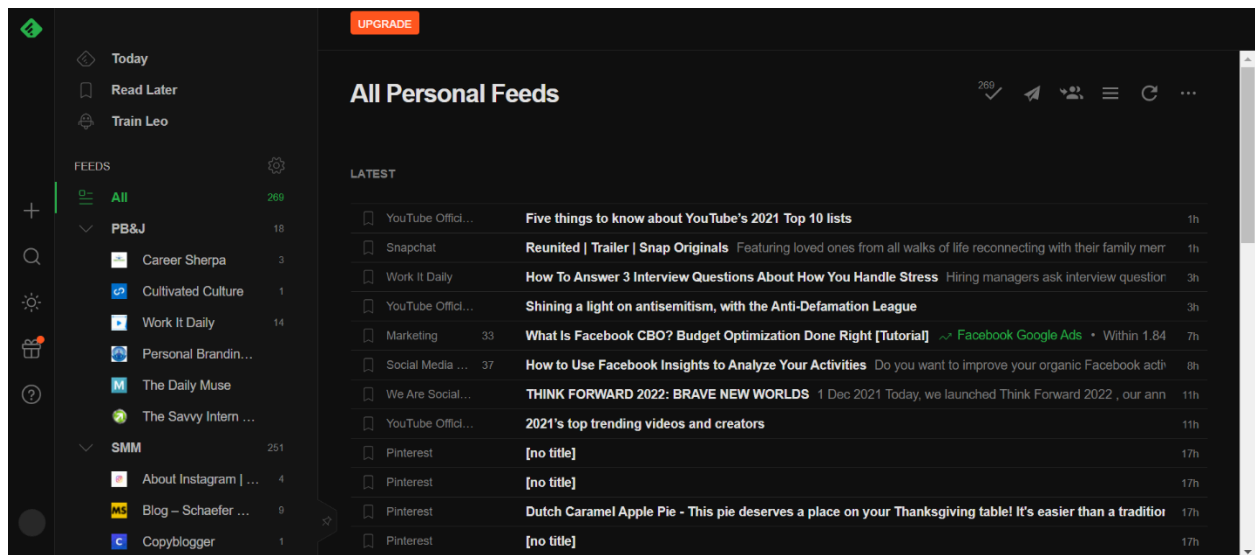 UPGRADE
Today
Read Later
Train Leo
FEEDS
All 269
PB&J 18
Career Sherpa 3
Cultivated Culture 1
Work It Daily 14
Personal Brandin...
The Daily Muse
The Savvy Intern ...
SMM 251
About Instagram | ... 4
MS Blog – Schaefer ... 9
C Copyblogger 1
All Personal Feeds
269
LATEST
YouTube Offici... Five things to know about YouTube's 2021 Top 10 lists 1h
Snapchat Reunited | Trailer | Snap Originals Featuring loved ones from all walks of life reconnecting with their family mem 1h
Work It Daily How To Answer 3 Interview Questions About How You Handle Stress Hiring managers ask interview question 3h
YouTube Offici... Shining a light on antisemitism, with the Anti-Defamation League 3h
Marketing 33 What Is Facebook CBO? Budget Optimization Done Right [Tutorial] Facebook Google Ads • Within 1.84 7h
Social Media ... 37 How to Use Facebook Insights to Analyze Your Activities Do you want to improve your organic Facebook activ 8h
We Are Social... THINK FORWARD 2022: BRAVE NEW WORLDS 1 Dec 2021 Today, we launched Think Forward 2022 , our ann 11h
YouTube Offici... 2021's top trending videos and creators 11h
Pinterest [no title] 17h
Pinterest [no title] 17h
Pinterest Dutch Caramel Apple Pie - This pie deserves a place on your Thanksgiving table! It's easier than a tradition 17h
Pinterest [no title] 17h